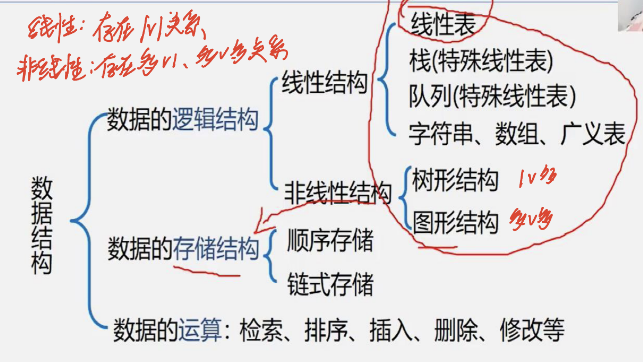 线性：存在1V1关系
非线性：存在多V1、多V多关系
线性表
栈(特殊线性表)
线性结构
队列(特殊线性表)
数据的逻辑结构
字符串、数组、广义表
树形结构 1v多
非线性结构
图形结构 多v多
数据结构
顺序存储
数据的存储结构
链式存储
数据的运算：检索、排序、插入、删除、修改等